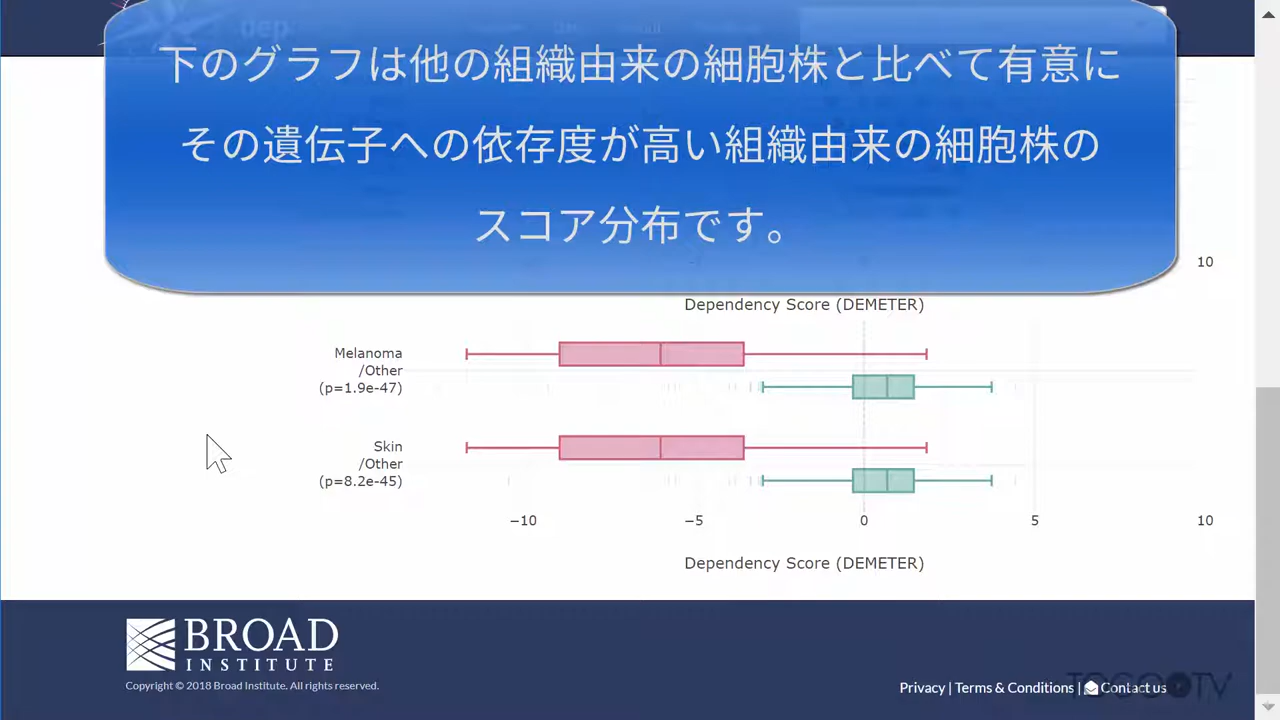 下のグラフは他の組織由来の細胞株と比べて有意に
その遺伝子への依存度が高い組織由来の細胞株の
スコア分布です。
10
Dependency Score (DEMETER)
Melanoma
/Other
(p=1.9e-47)
Skin
/Other
(p=8.2e-45)
−10 −5 0 5 10
Dependency Score (DEMETER)
BROAD
INSTITUTE
Copyright © 2018 Broad Institute. All rights reserved.
Privacy | Terms & Conditions | Contact us
TOGO TV